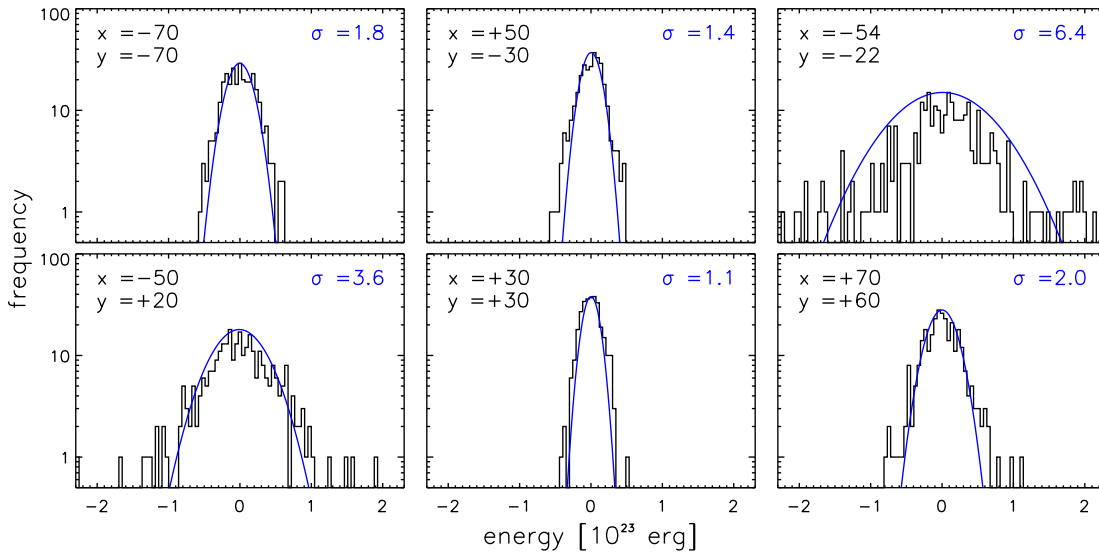 100
10
1
x =−70
y =−70
σ =1.8
x =+50
y =−30
σ =1.4
x =−54
y =−22
σ =6.4
frequency
100
10
1
x =−50
y =+20
σ =3.6
x =+30
y =+30
σ =1.1
x =+70
y =+60
σ =2.0
−2 −1 0 1 2
−2 −1 0 1 2
−2 −1 0 1 2
energy [10²³ erg]